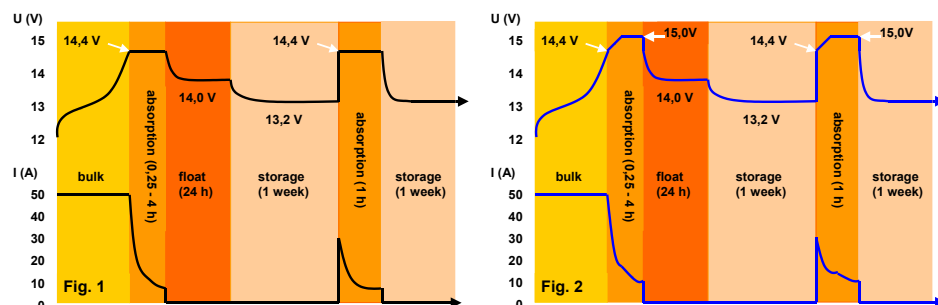 U (V)
15
14
13
12
I (A)
50
40
30
20
10
0
14,4 V
14,0 V
13,2 V
14,4 V
bulk
absorption (0,25 - 4 h)
float
(24 h)
storage
(1 week)
absorption (1 h)
storage
(1 week)
Fig. 1
U (V)
15
14
13
12
I (A)
50
40
30
20
10
0
14,4 V
15,0V
14,0 V
13,2 V
14,4 V
15,0V
bulk
absorption (0,25 - 4 h)
float
(24 h)
storage
(1 week)
absorption (1 h)
storage
(1 week)
Fig. 2